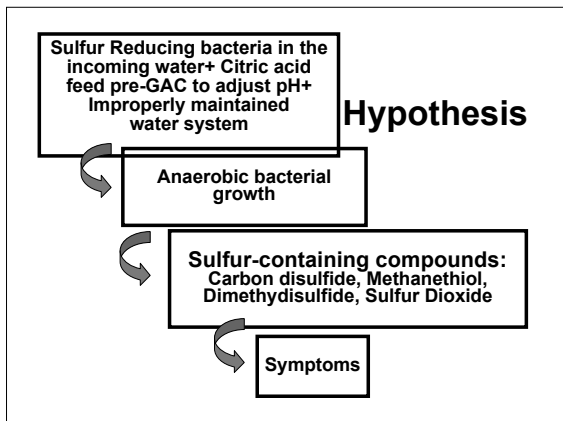 Sulfur Reducing bacteria in the
incoming water+ Citric acid
feed pre-GAC to adjust pH+
Improperly maintained
water system
Hypothesis
Anaerobic bacterial
growth
Sulfur-containing compounds:
Carbon disulfide, Methanethiol,
Dimethydisulfide, Sulfur Dioxide
Symptoms